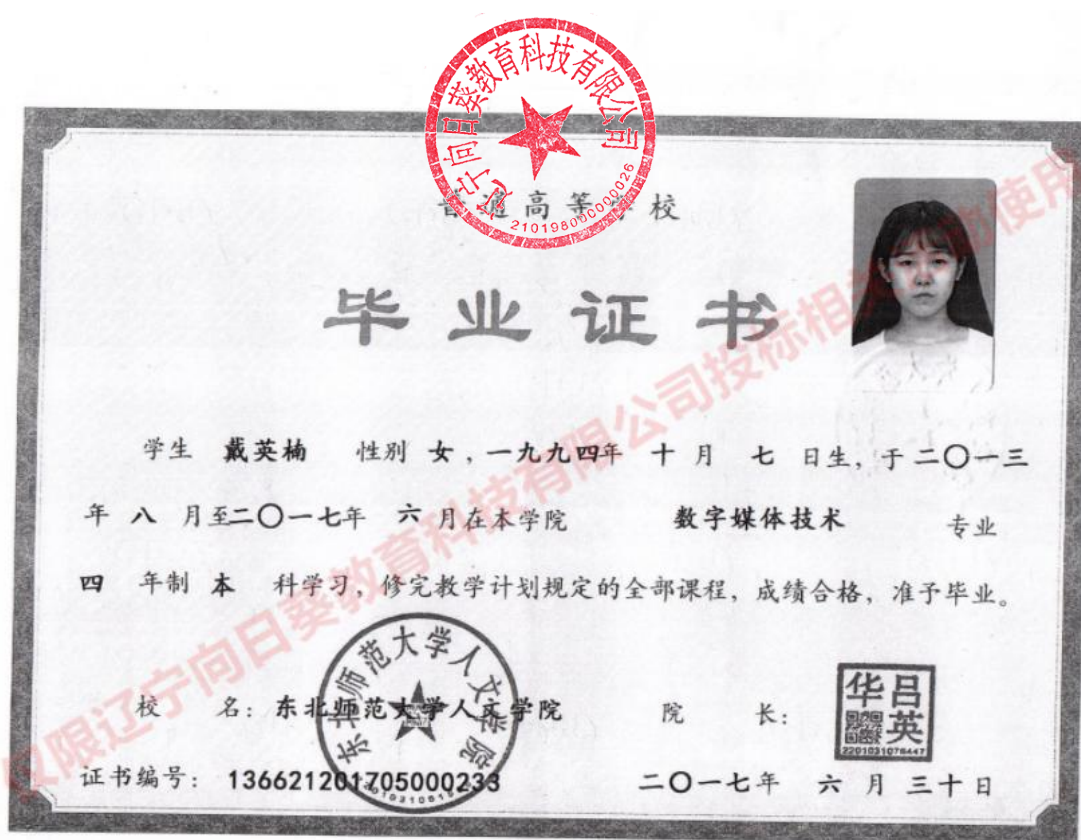 辽宁向日葵教育科技有限公司
2101980000000026
普通高等学校
毕业证书
学生 戴英楠 性别 女，一九九四年 十 月 七 日生，于二〇一三
年 八 月至二〇一七年 六 月在本学院 数字媒体技术 专业
四 年制 本 科学习，修完教学计划规定的全部课程，成绩合格，准予毕业。
校 名：东北师范大学人文学院 院 长：
东北师范大学人文学院
吕英华
2201031076447
证书编号：136621201705000233 二〇一七年 六 月 三十 日
仅限辽宁向日葵教育科技有限公司投标相关
使用